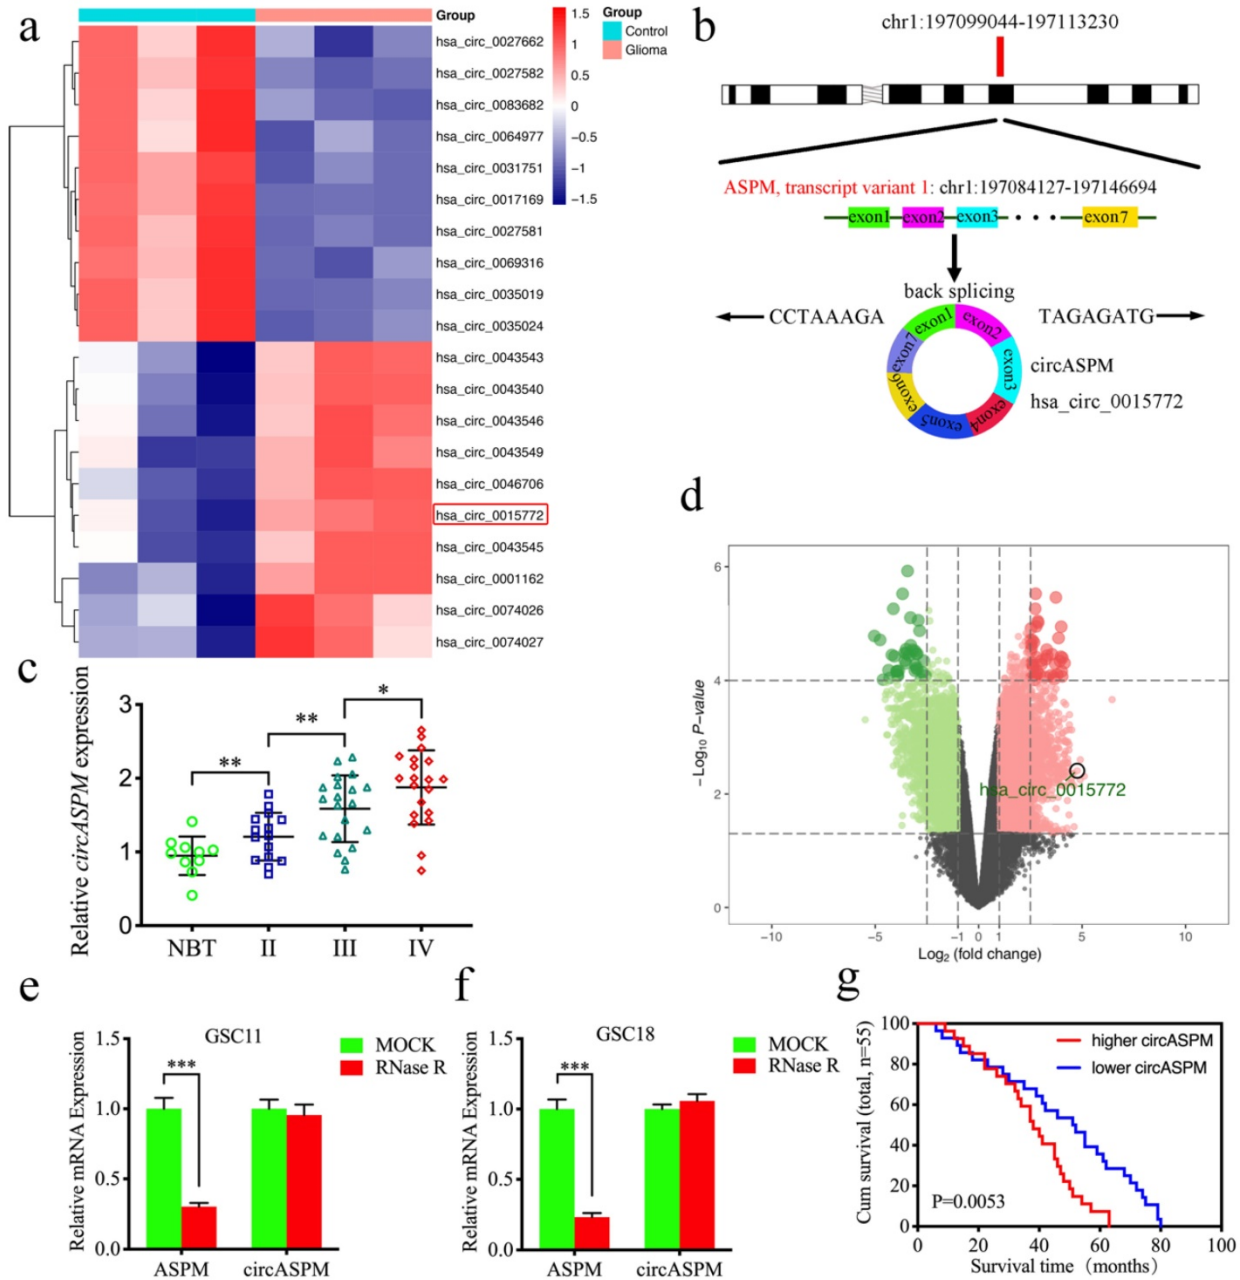 a
Group
hsa_circ_0027662
hsa_circ_0027582
hsa_circ_0083682
hsa_circ_0064977
hsa_circ_0031751
hsa_circ_0017169
hsa_circ_0027581
hsa_circ_0069316
hsa_circ_0035019
hsa_circ_0035024
hsa_circ_0043543
hsa_circ_0043540
hsa_circ_0043546
hsa_circ_0043549
hsa_circ_0046706
hsa_circ_0015772
hsa_circ_0043545
hsa_circ_0001162
hsa_circ_0074026
hsa_circ_0074027
1.5
1
0.5
0
−0.5
−1
−1.5
Group
Control
Glioma
b
chr1:197099044-197113230
ASPM, transcript variant 1: chr1:197084127-197146694
exon1 exon2 exon3 • • • exon7
back splicing
CCTAAAGA
TAGAGATG
exon1
exon2
exon3
exon4
exon5
exon6
exon7
circASPM
hsa_circ_0015772
c
Relative circASPM expression
3
2
1
0
**
**
*
NBT II III IV
d
−Log10 P−value
6
4
2
0
hsa_circ_0015772
−10 −5 −1 0 1 5 10
Log2 (fold change)
e
GSC11
Relative mRNA Expression
1.5
1.0
0.5
0.0
***
MOCK
RNase R
ASPM circASPM
f
GSC18
Relative mRNA Expression
1.5
1.0
0.5
0.0
***
MOCK
RNase R
ASPM circASPM
g
Cum survival (total, n=55)
100
80
60
40
20
0
higher circASPM
lower circASPM
P=0.0053
0 20 40 60 80 100
Survival time (months)